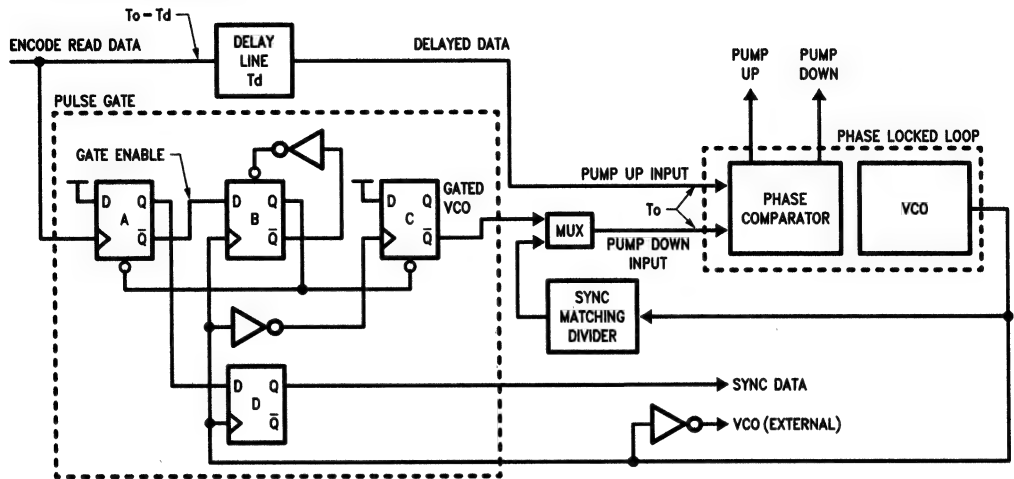 To–Td
ENCODE READ DATA
DELAY
LINE
Td
DELAYED DATA
PUMP
UP
PUMP
DOWN
PULSE GATE
PHASE LOCKED LOOP
GATE ENABLE
PUMP UP INPUT
D Q
A
Q̅
D Q
B
Q̅
D Q
C
Q̅
GATED
VCO
To
PHASE
COMPARATOR
VCO
MUX
PUMP DOWN
INPUT
SYNC
MATCHING
DIVIDER
D Q
D
Q̅
SYNC DATA
VCO (EXTERNAL)